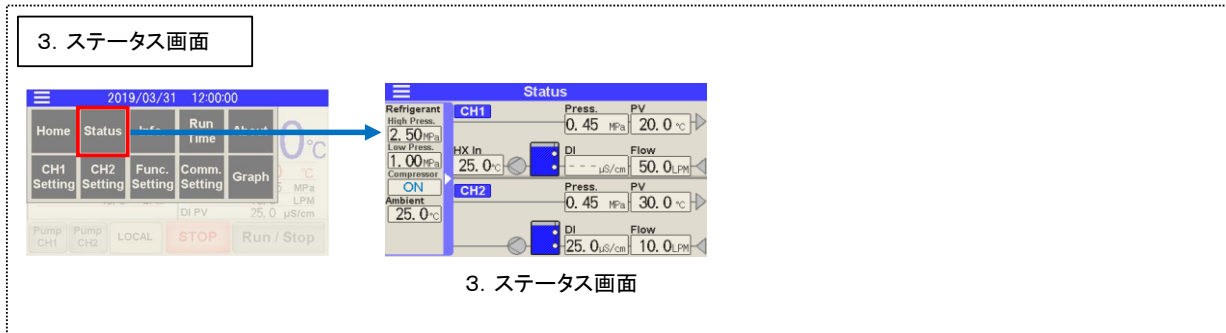 3. ステータス画面
2019/03/31 12:00:00
Home Status Info Run Time About
CH1 Setting CH2 Setting Func. Setting Comm. Setting Graph
0℃
℃
5 MPa
LPM
DI PV 25.0 µS/cm
Pump CH1 Pump CH2 LOCAL STOP Run / Stop
Status
Refrigerant
High Press.
2.50MPa
Low Press.
1.00MPa
Compressor
ON
Ambient
25.0℃
CH1
Press. PV
0.45 MPa 20.0 ℃
HX In DI Flow
25.0℃ ---µS/cm 50.0LPM
CH2
Press. PV
0.45 MPa 30.0 ℃
DI Flow
25.0µS/cm 10.0LPM
3. ステータス画面